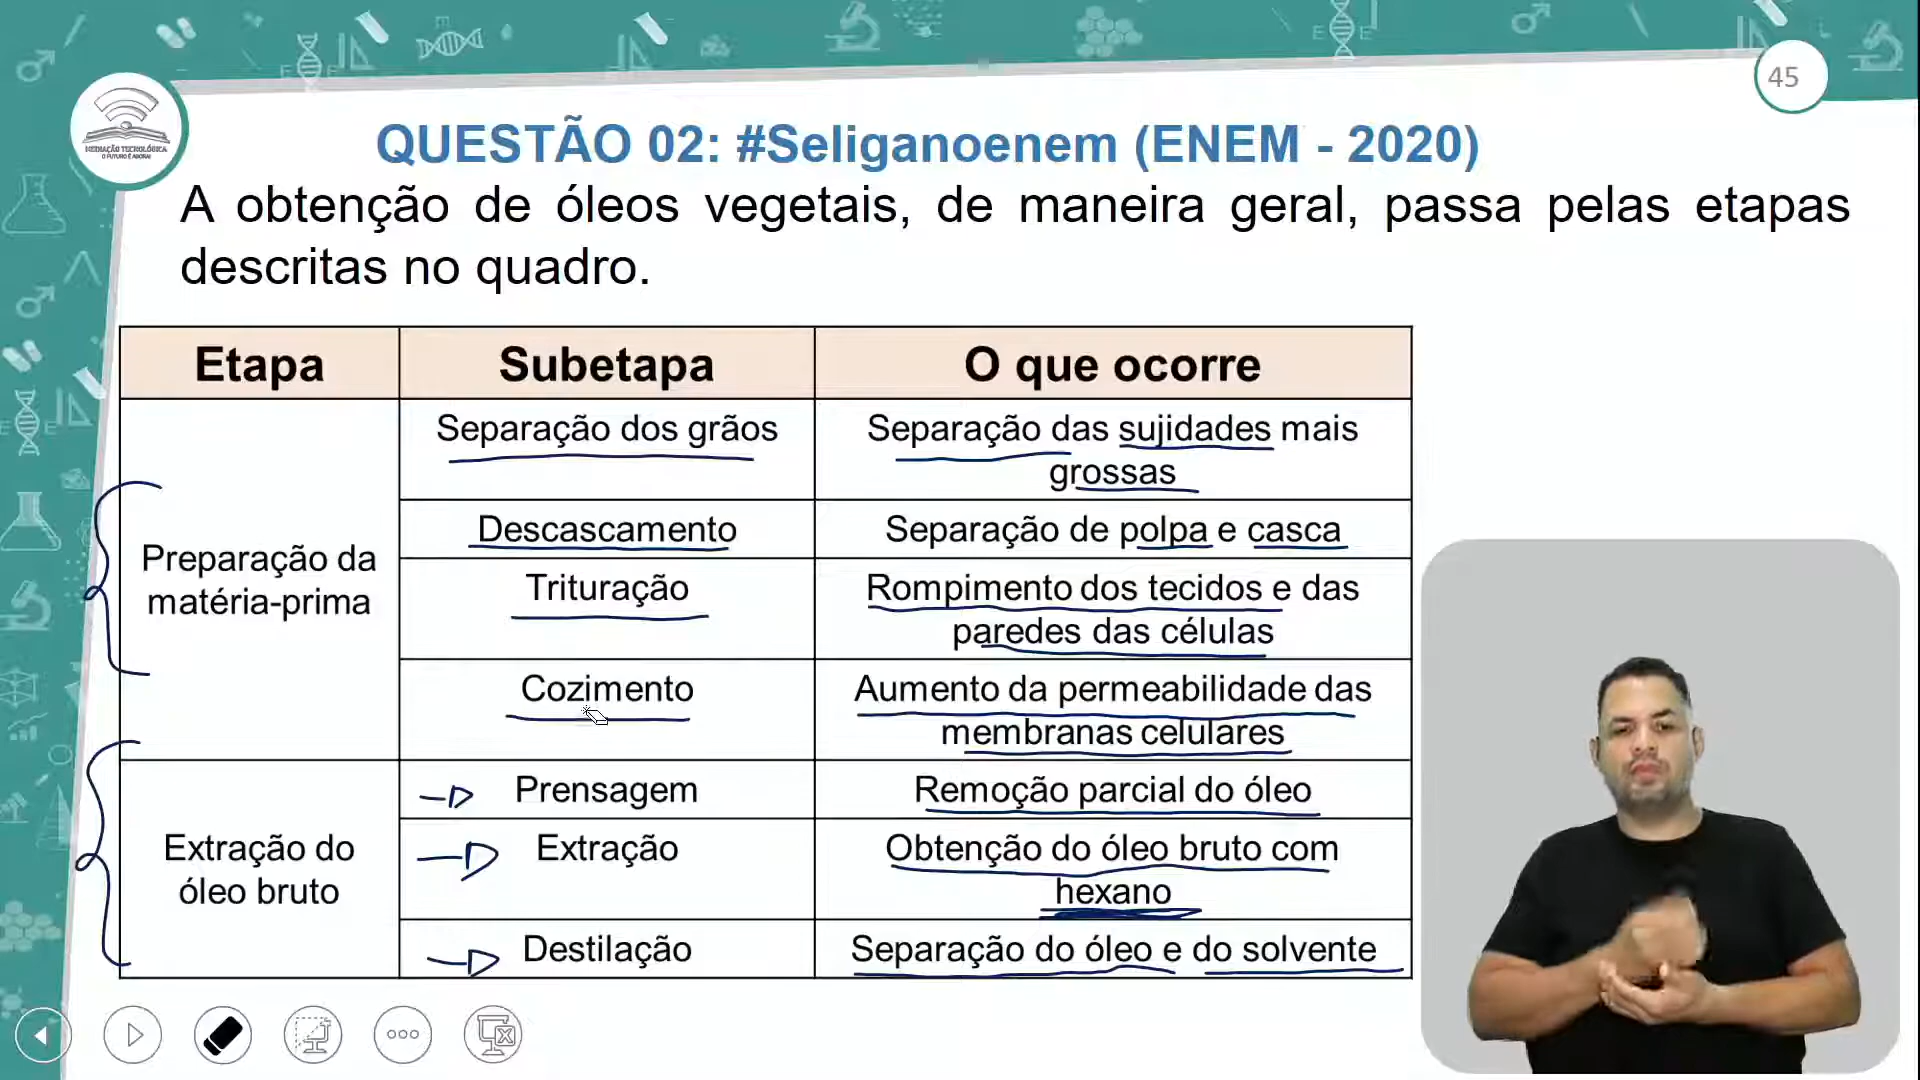 45
MEDIAÇÃO TECNOLÓGICA
O FUTURO É AGORA!
QUESTÃO 02: #Seliganoenem (ENEM - 2020)
A obtenção de óleos vegetais, de maneira geral, passa pelas etapas
descritas no quadro.
Etapa
Subetapa
O que ocorre
Preparação da
matéria-prima
Separação dos grãos
Separação das sujidades mais
grossas
Descascamento
Separação de polpa e casca
Trituração
Rompimento dos tecidos e das
paredes das células
Cozimento
Aumento da permeabilidade das
membranas celulares
Extração do
óleo bruto
Prensagem
Remoção parcial do óleo
Extração
Obtenção do óleo bruto com
hexano
Destilação
Separação do óleo e do solvente